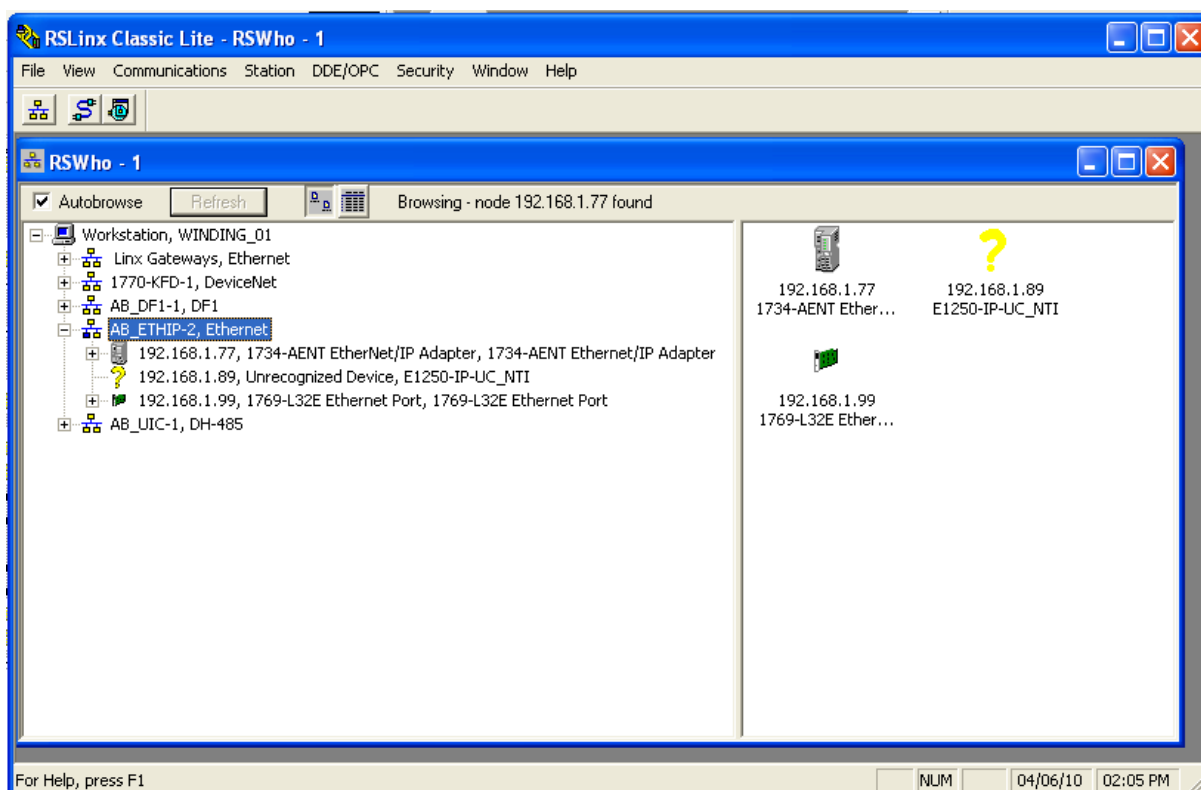 RSLinx Classic Lite - RSWho - 1
File View Communications Station DDE/OPC Security Window Help
RSWho - 1
Autobrowse Refresh Browsing - node 192.168.1.77 found
Workstation, WINDING_01
Linx Gateways, Ethernet
1770-KFD-1, DeviceNet
AB_DF1-1, DF1
AB_ETHIP-2, Ethernet
192.168.1.77, 1734-AENT EtherNet/IP Adapter, 1734-AENT Ethernet/IP Adapter
192.168.1.89, Unrecognized Device, E1250-IP-UC_NTI
192.168.1.99, 1769-L32E Ethernet Port, 1769-L32E Ethernet Port
AB_UIC-1, DH-485
192.168.1.77 192.168.1.89
1734-AENT Ether... E1250-IP-UC_NTI
192.168.1.99
1769-L32E Ether...
For Help, press F1 NUM 04/06/10 02:05 PM